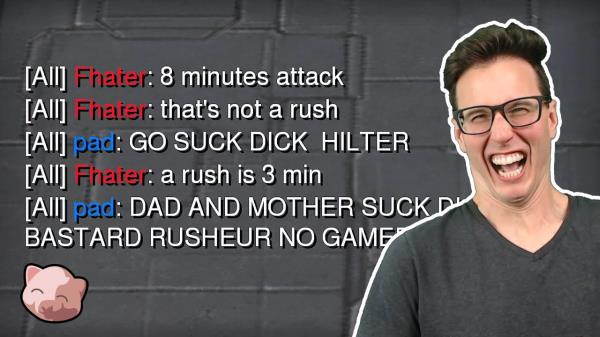 [All] Fhater: 8 minutes attack
[All] Fhater: that's not a rush
[All] pad: GO SUCK DICK HILTER
[All] Fhater: a rush is 3 min
[All] pad: DAD AND MOTHER SUCK
BASTARD RUSHEUR NO